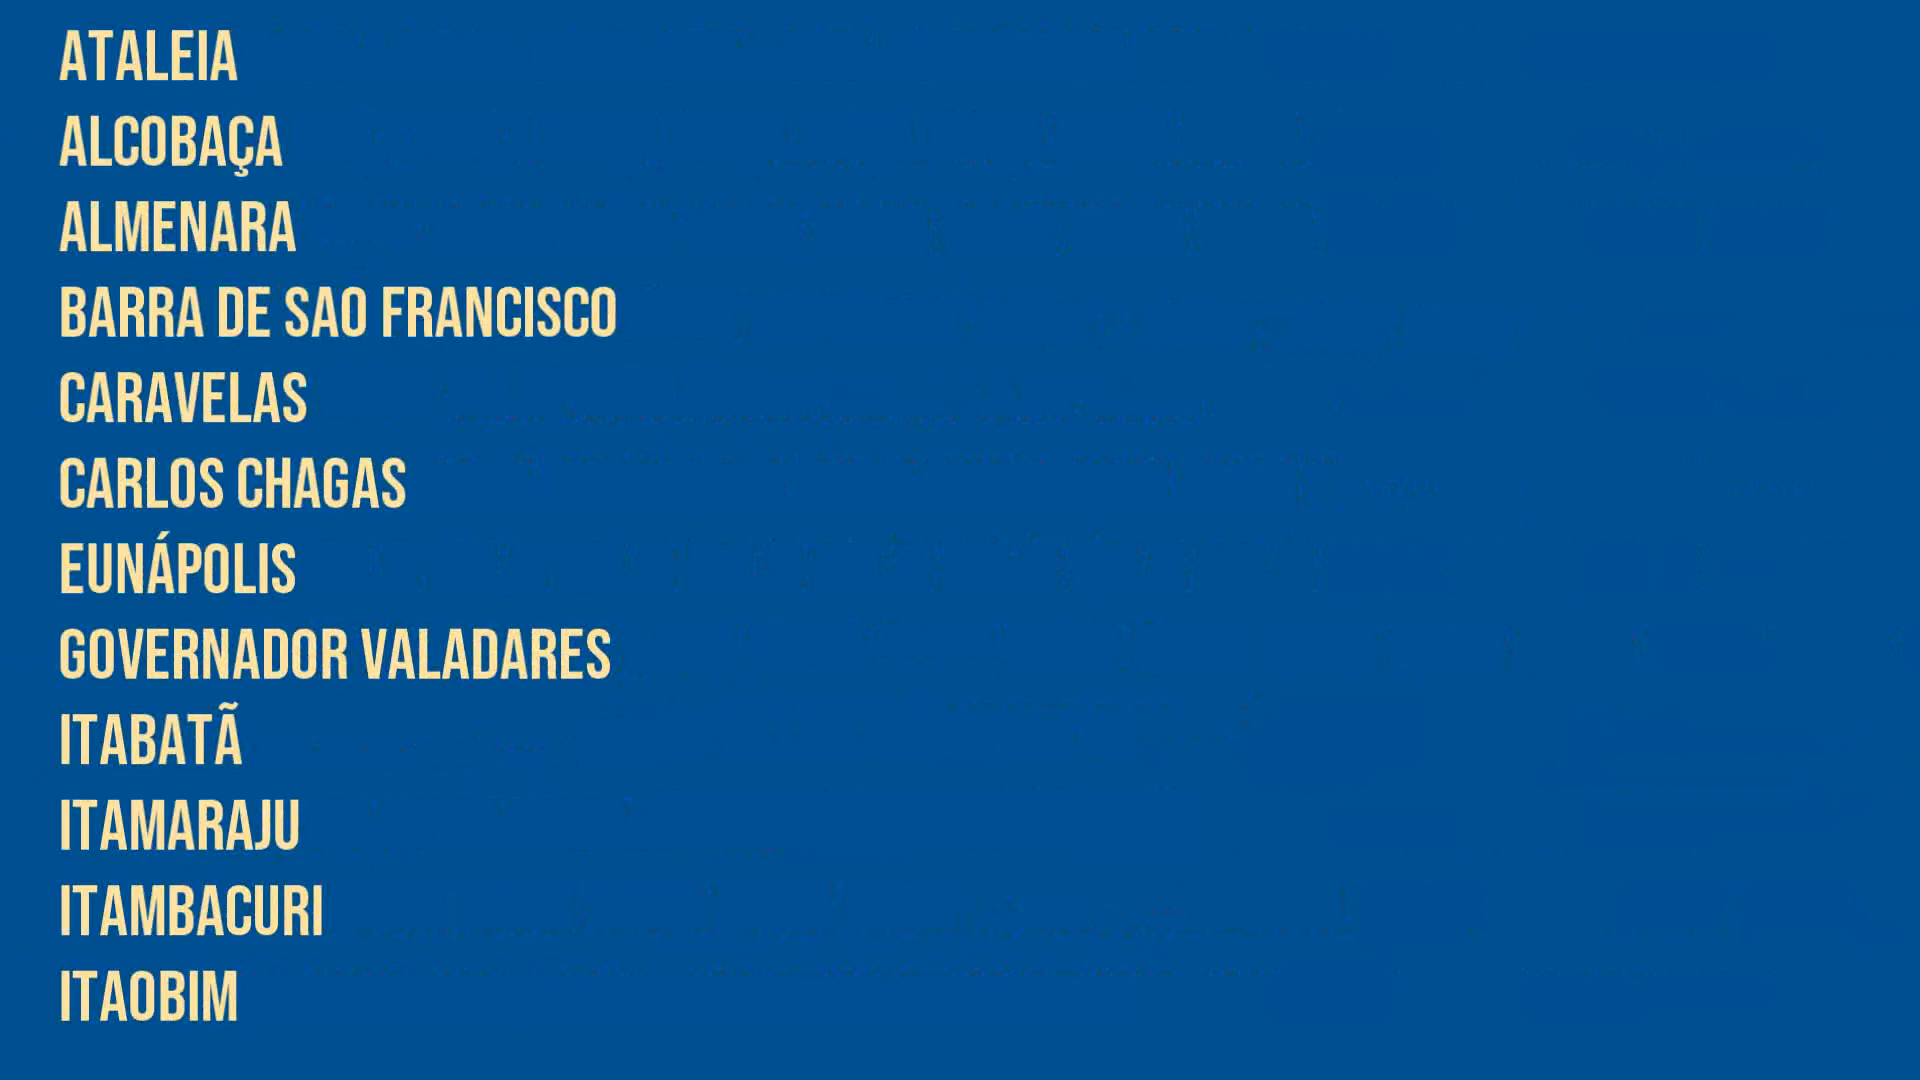 ATALEIA
ALCOBAÇA
ALMENARA
BARRA DE SAO FRANCISCO
CARAVELAS
CARLOS CHAGAS
EUNÁPOLIS
GOVERNADOR VALADARES
ITABATÃ
ITAMARAJU
ITAMBACURI
ITAOBIM